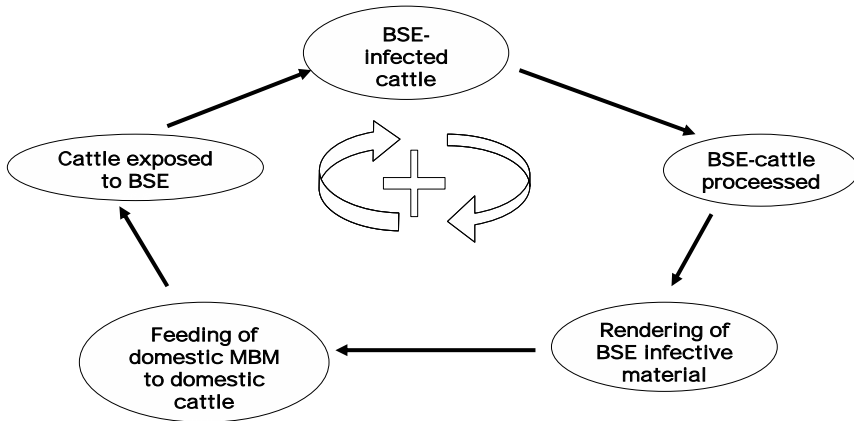 BSE-
infected
cattle
Cattle exposed
to BSE
BSE-cattle
proceessed
Feeding of
domestic MBM
to domestic
cattle
Rendering of
BSE infective
material